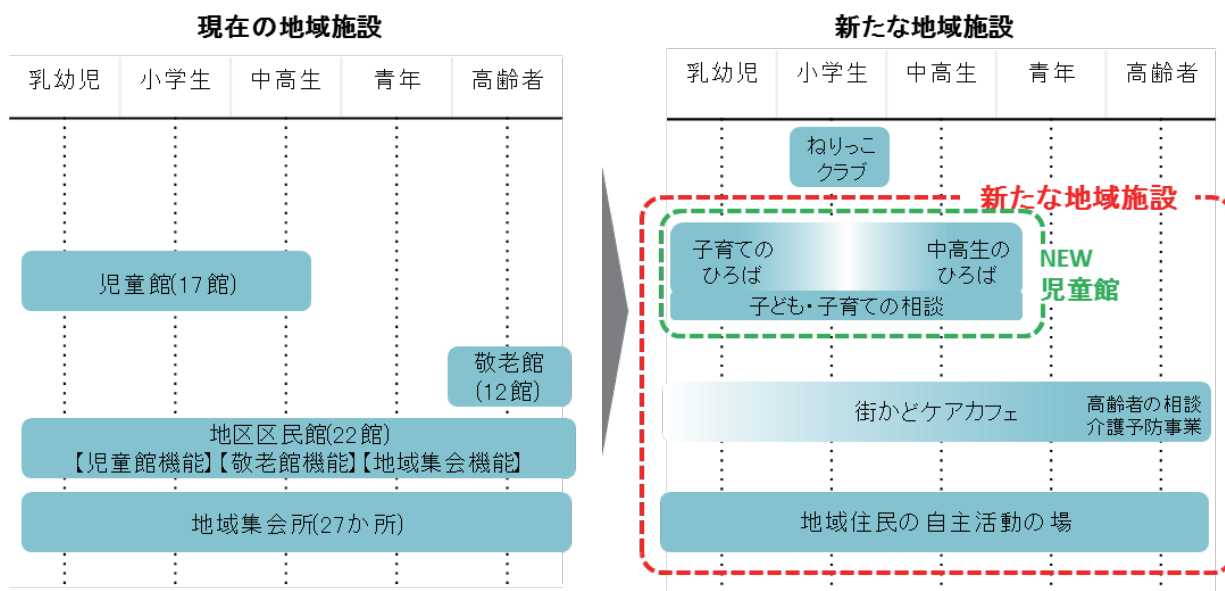 現在の地域施設
乳幼児 小学生 中高生 青年 高齢者
児童館(17館)
敬老館
(12館)
地区区民館(22館)
【児童館機能】【敬老館機能】【地域集会機能】
地域集会所(27か所)
新たな地域施設
乳幼児 小学生 中高生 青年 高齢者
ねりっこ
クラブ
新たな地域施設
子育ての
ひろば
中高生の
ひろば
子ども・子育ての相談
NEW
児童館
街かどケアカフェ
高齢者の相談
介護予防事業
地域住民の自主活動の場